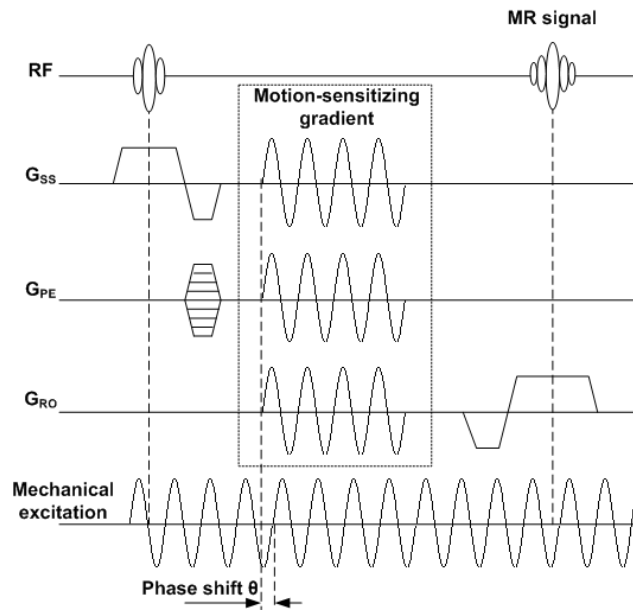 MR signal
RF
Motion-sensitizing
gradient
GSS
GPE
GRO
Mechanical
excitation
Phase shift θ